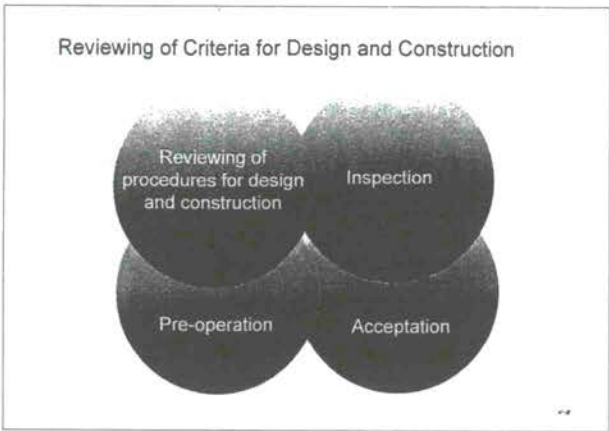 Reviewing of Criteria for Design and Construction
Reviewing of
procedures for design
and construction
Inspection
Pre-operation
Acceptation